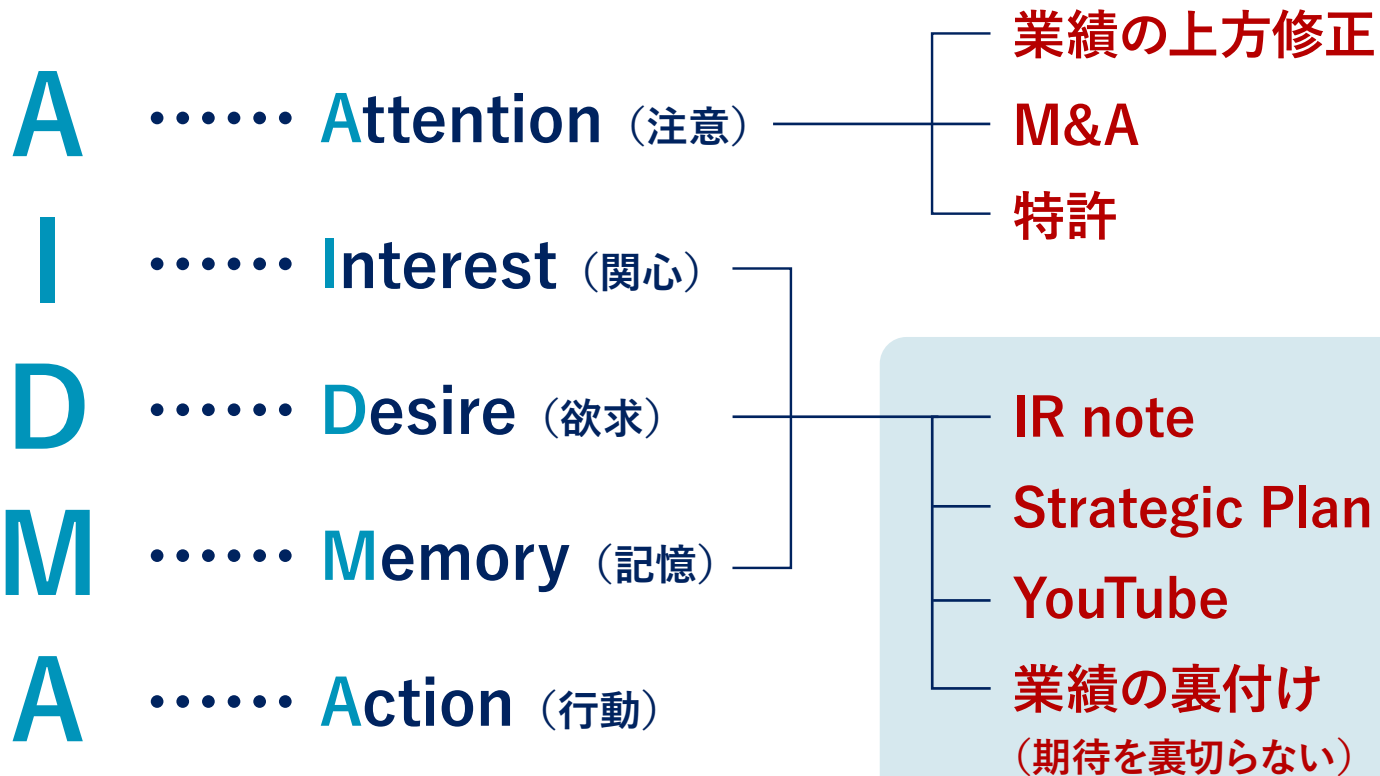 業績の上方修正
A ・・・・・・ Attention（注意）
M&A
特許
I ・・・・・・ Interest（関心）
D ・・・・・・ Desire（欲求）
IR note
Strategic Plan
M ・・・・・・ Memory（記憶）
YouTube
A ・・・・・・ Action（行動）
業績の裏付け
（期待を裏切らない）